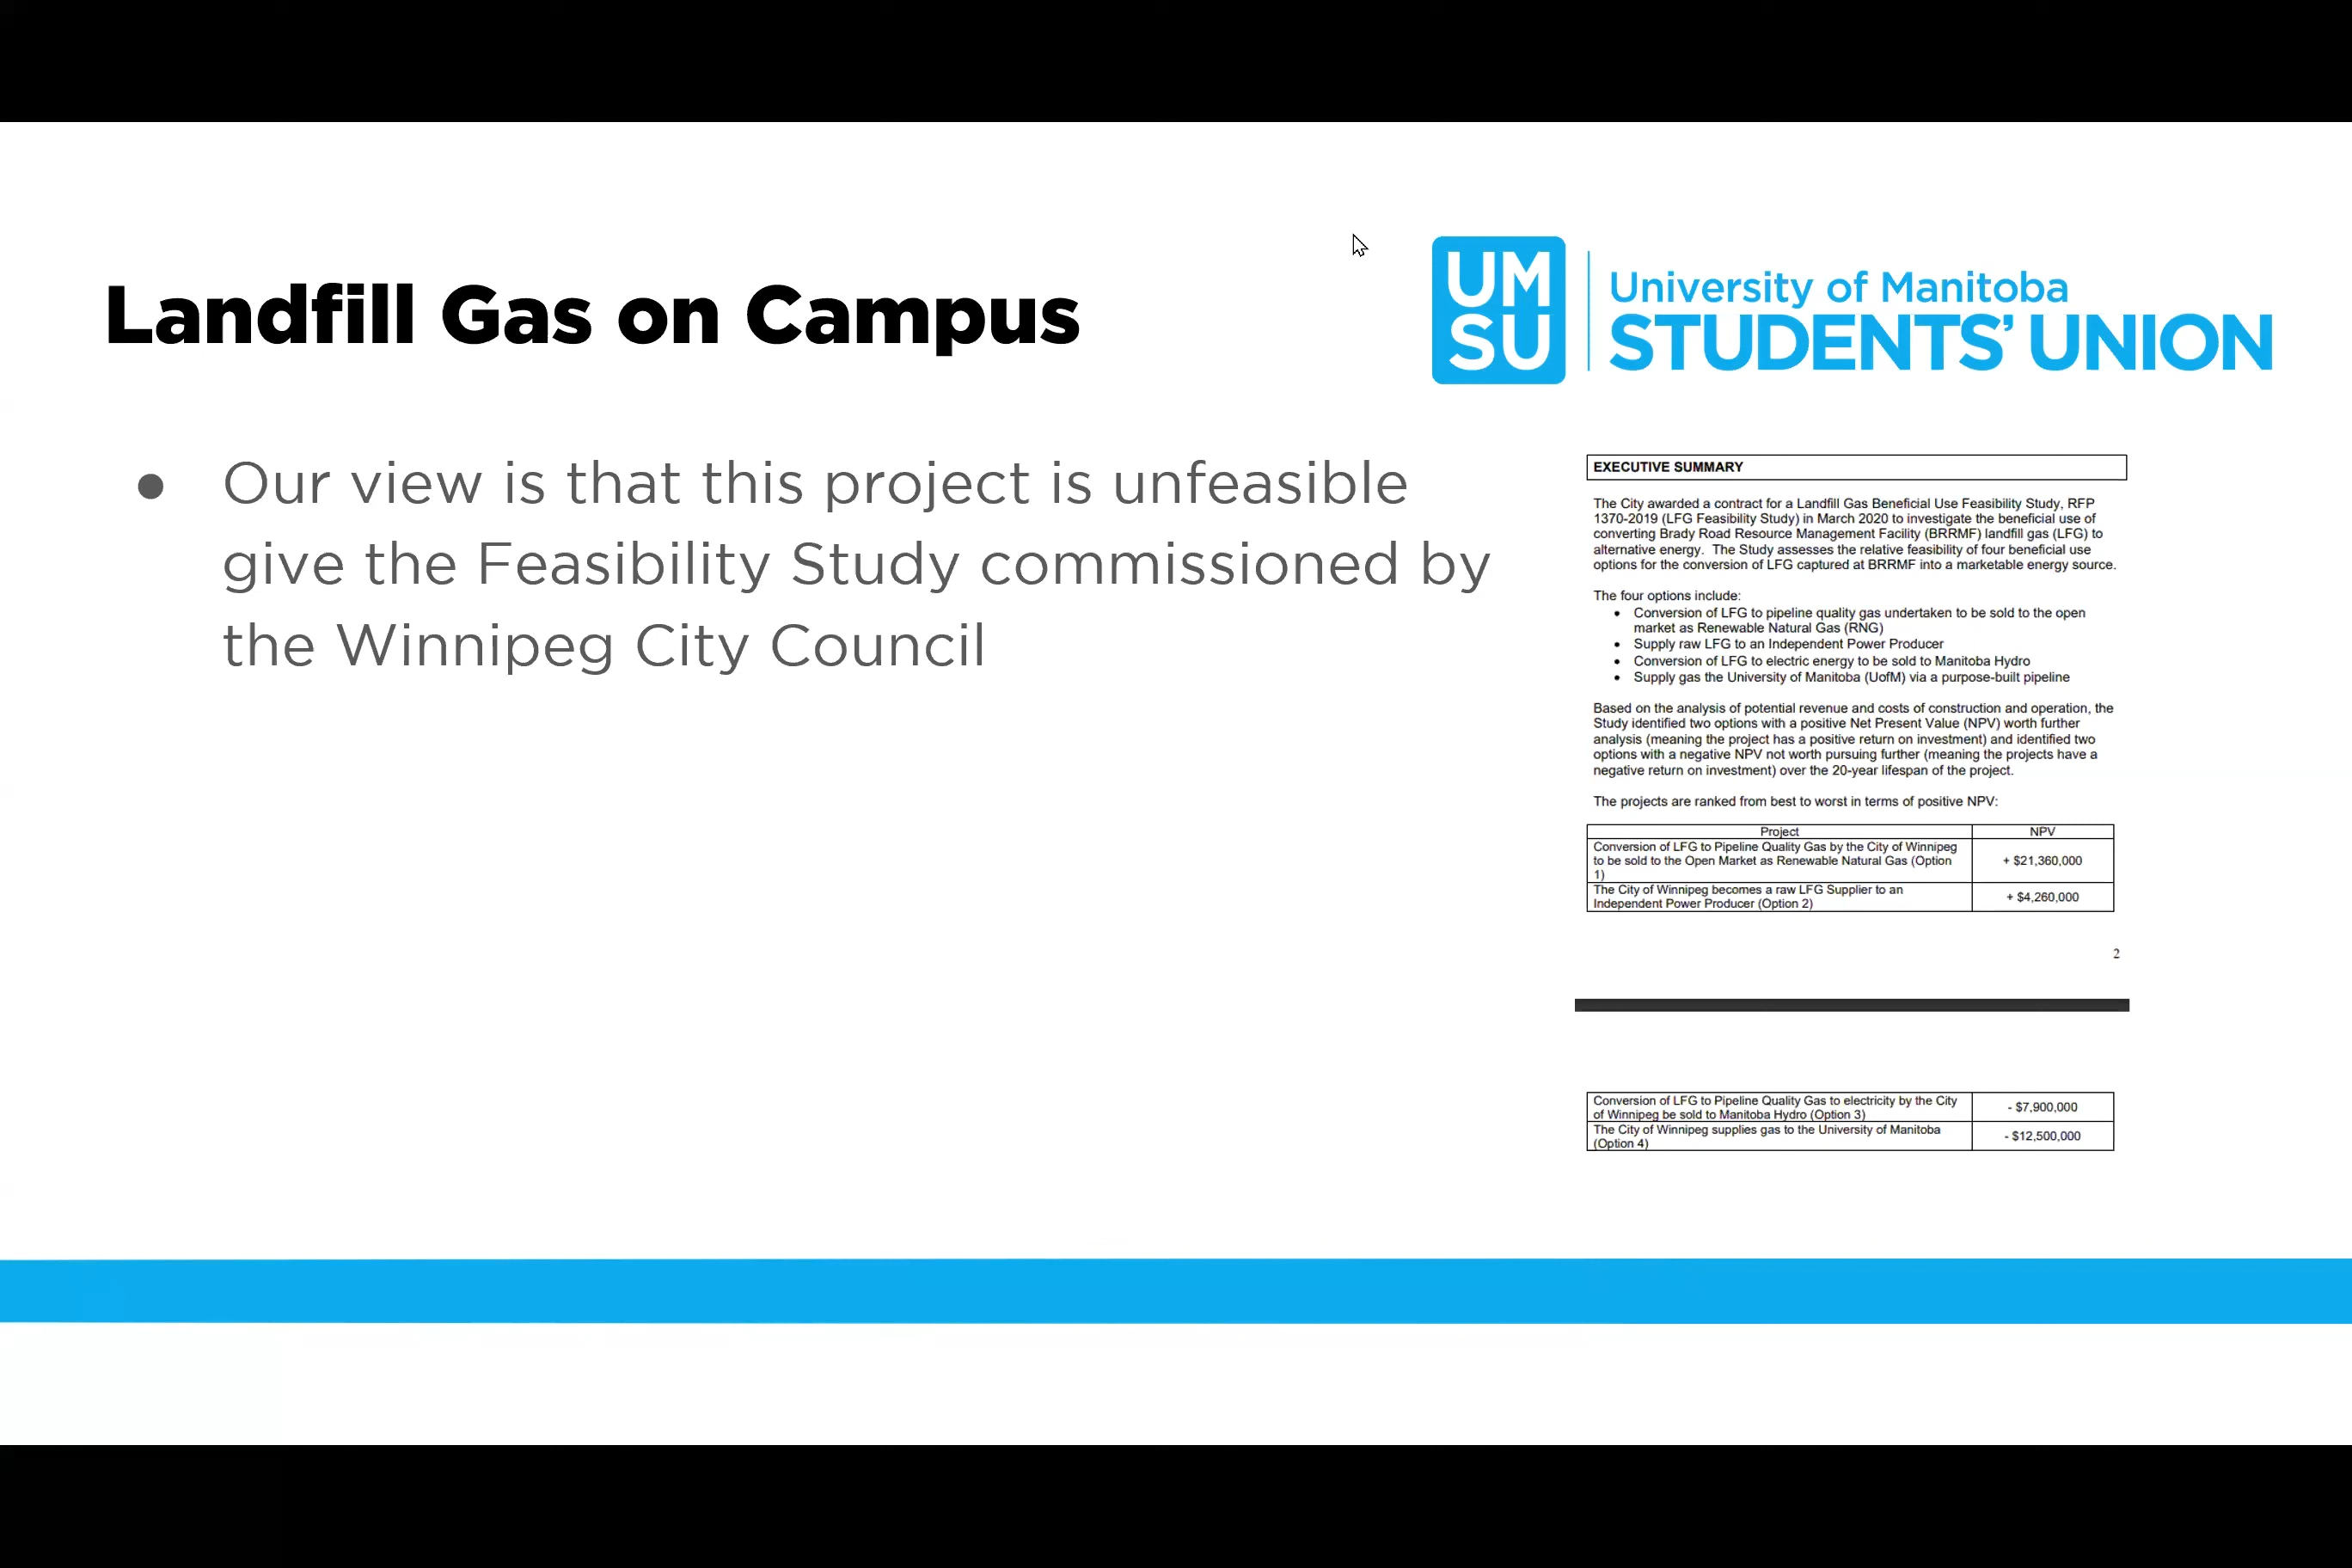 Landfill Gas on Campus
UM
SU
University of Manitoba
STUDENTS' UNION
● Our view is that this project is unfeasible
give the Feasibility Study commissioned by
the Winnipeg City Council
EXECUTIVE SUMMARY
The City awarded a contract for a Landfill Gas Beneficial Use Feasibility Study, RFP
1370-2019 (LFG Feasibility Study) in March 2020 to investigate the beneficial use of
converting Brady Road Resource Management Facility (BRRMF) landfill gas (LFG) to
alternative energy. The Study assesses the relative feasibility of four beneficial use
options for the conversion of LFG captured at BRRMF into a marketable energy source.
The four options include:
• Conversion of LFG to pipeline quality gas undertaken to be sold to the open
market as Renewable Natural Gas (RNG)
• Supply raw LFG to an Independent Power Producer
• Conversion of LFG to electric energy to be sold to Manitoba Hydro
• Supply gas the University of Manitoba (UofM) via a purpose-built pipeline
Based on the analysis of potential revenue and costs of construction and operation, the
Study identified two options with a positive Net Present Value (NPV) worth further
analysis (meaning the project has a positive return on investment) and identified two
options with a negative NPV not worth pursuing further (meaning the projects have a
negative return on investment) over the 20-year lifespan of the project.
The projects are ranked from best to worst in terms of positive NPV:
Project NPV
Conversion of LFG to Pipeline Quality Gas by the City of Winnipeg
to be sold to the Open Market as Renewable Natural Gas (Option
1)
+ $21,360,000
The City of Winnipeg becomes a raw LFG Supplier to an
Independent Power Producer (Option 2)
+ $4,260,000
2
Conversion of LFG to Pipeline Quality Gas to electricity by the City
of Winnipeg be sold to Manitoba Hydro (Option 3)
- $7,900,000
The City of Winnipeg supplies gas to the University of Manitoba
(Option 4)
- $12,500,000